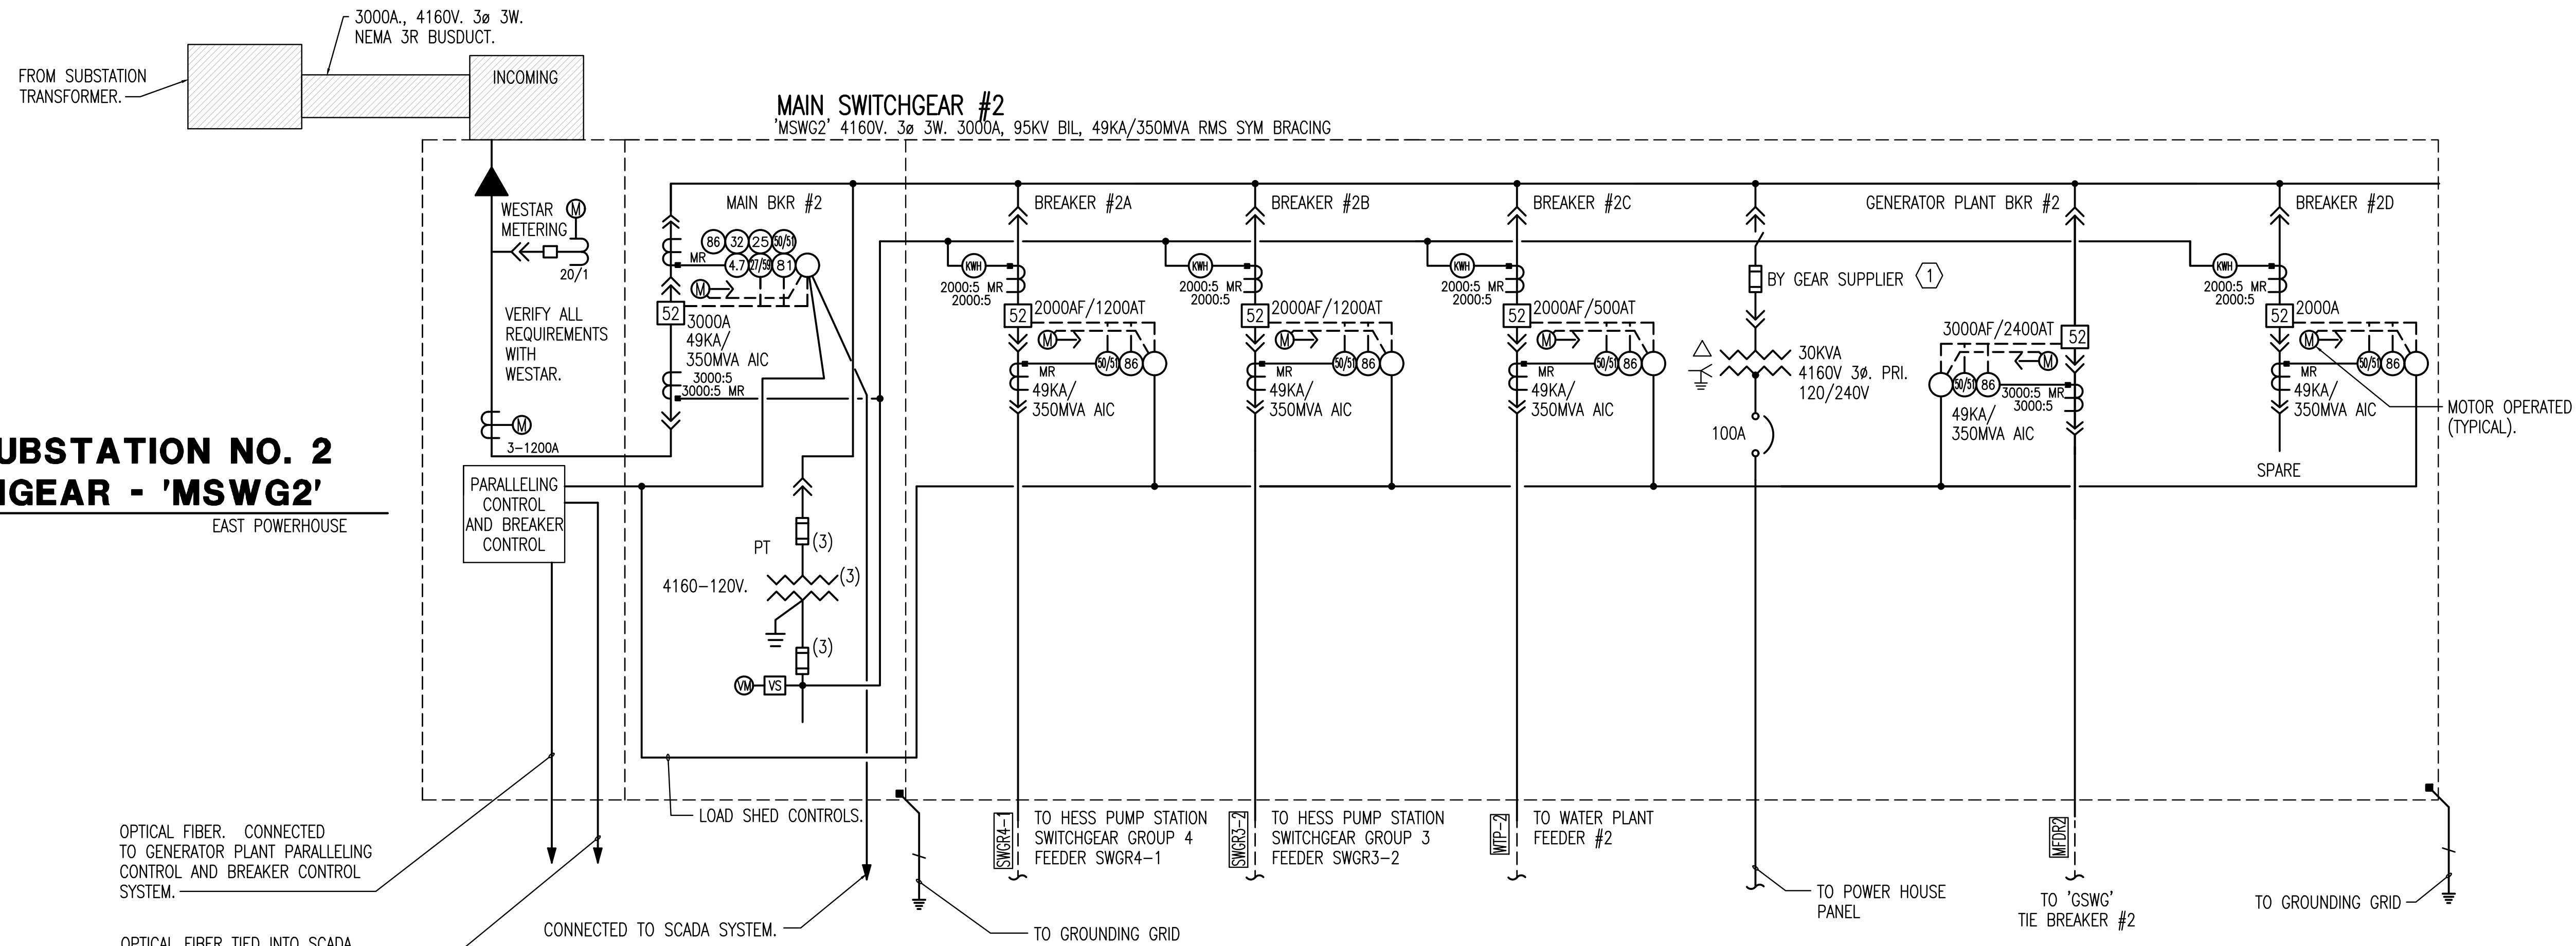 3000A., 4160V. 3ø 3W.
NEMA 3R BUSDUCT.
FROM SUBSTATION
TRANSFORMER.
INCOMING
MAIN SWITCHGEAR #2
'MSWG2' 4160V. 3ø 3W. 3000A, 95KV BIL, 49KA/350MVA RMS SYM BRACING
WESTAR
METERING
M
20/1
VERIFY ALL
REQUIREMENTS
WITH
WESTAR.
M
3-1200A
MAIN BKR #2
86 32 25 50/51
MR
4.7 27/59 81
M
52
3000A
49KA/
350MVA AIC
3000:5
3000:5 MR
BREAKER #2A
KWH
2000:5 MR
2000:5
52
2000AF/1200AT
M
50/51 86
MR
49KA/
350MVA AIC
BREAKER #2B
KWH
2000:5 MR
2000:5
52
2000AF/1200AT
M
50/51 86
MR
49KA/
350MVA AIC
BREAKER #2C
KWH
2000:5 MR
2000:5
52
2000AF/500AT
M
50/51 86
MR
49KA/
350MVA AIC
BY GEAR SUPPLIER 1
30KVA
4160V 3ø. PRI.
120/240V
100A
GENERATOR PLANT BKR #2
3000AF/2400AT
52
M
50/51 86
3000:5 MR
3000:5
49KA/
350MVA AIC
BREAKER #2D
KWH
2000:5 MR
2000:5
52
2000A
M
50/51 86
MR
49KA/
350MVA AIC
SPARE
MOTOR OPERATED
(TYPICAL).
UBSTATION NO. 2
HGEAR - 'MSWG2'
EAST POWERHOUSE
PARALLELING
CONTROL
AND BREAKER
CONTROL
PT
(3)
4160-120V.
(3)
(3)
VM VS
LOAD SHED CONTROLS.
OPTICAL FIBER. CONNECTED
TO GENERATOR PLANT PARALLELING
CONTROL AND BREAKER CONTROL
SYSTEM.
OPTICAL FIBER TIED INTO SCADA
CONNECTED TO SCADA SYSTEM.
TO GROUNDING GRID
SWGR4-1
TO HESS PUMP STATION
SWITCHGEAR GROUP 4
FEEDER SWGR4-1
SWGR3-2
TO HESS PUMP STATION
SWITCHGEAR GROUP 3
FEEDER SWGR3-2
WTP-2
TO WATER PLANT
FEEDER #2
TO POWER HOUSE
PANEL
MFDR2
TO 'GSWG'
TIE BREAKER #2
TO GROUNDING GRID